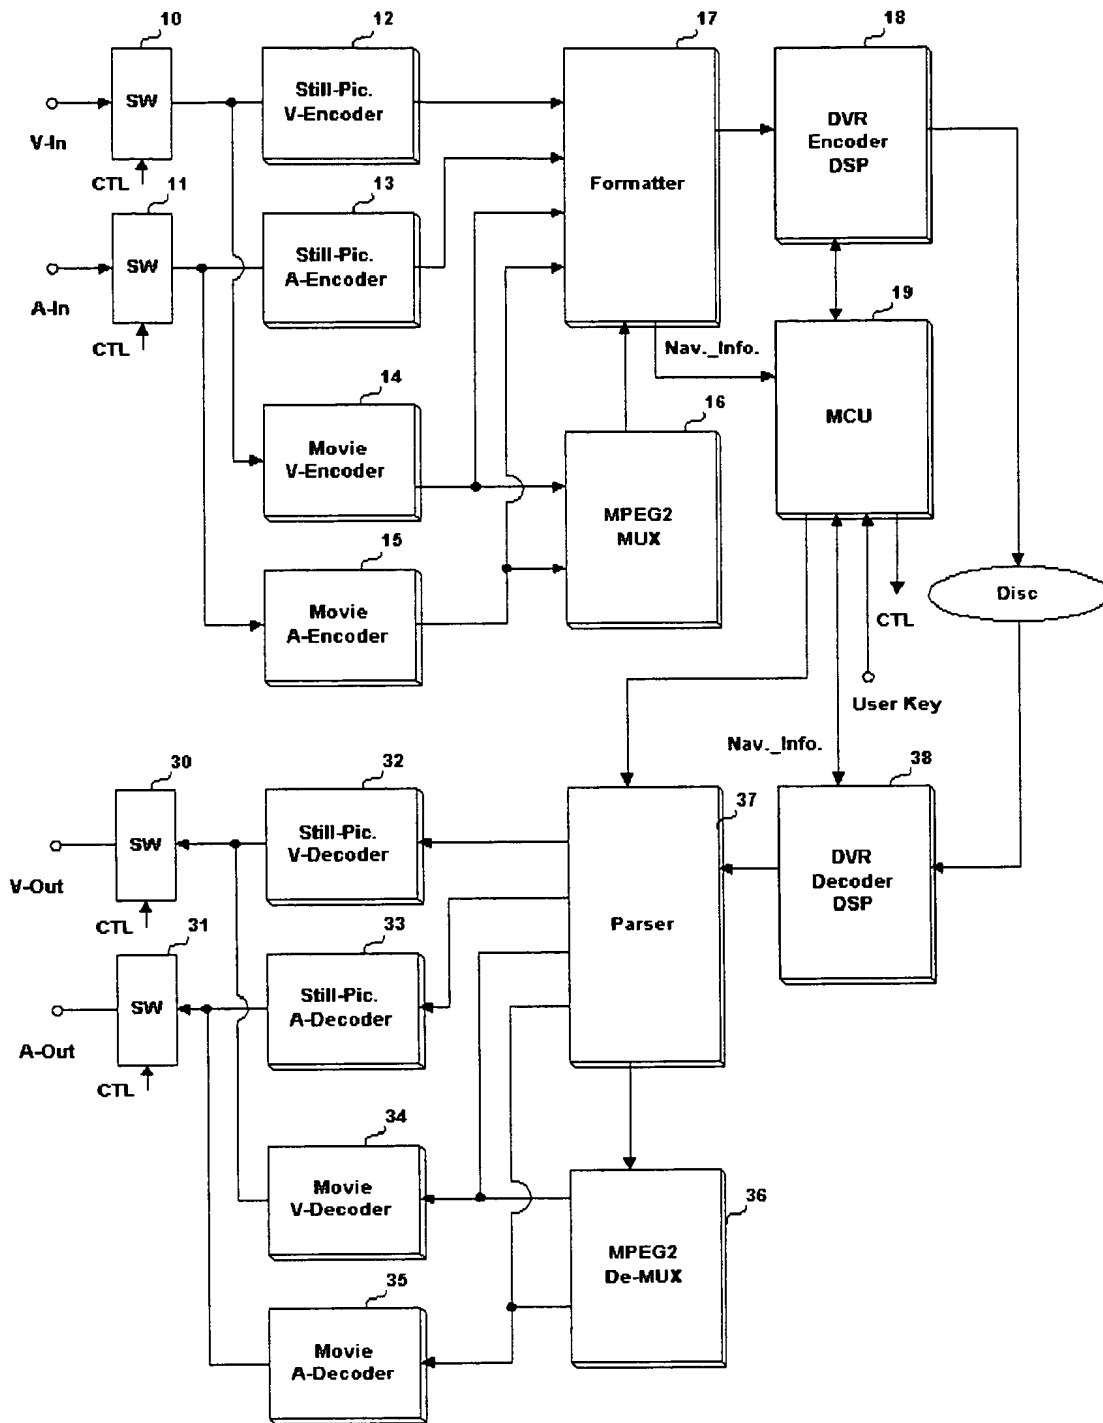 10
12
17
18
SW
Still-Pic.
V-Encoder
Formatter
DVR
Encoder
DSP
V-In
CTL
11
13
SW
Still-Pic.
A-Encoder
A-In
CTL
19
Nav._Info.
MCU
14
16
Movie
V-Encoder
MPEG2
MUX
15
Movie
A-Encoder
Disc
CTL
User Key
Nav._Info.
30
32
37
38
SW
Still-Pic.
V-Decoder
Parser
DVR
Decoder
DSP
V-Out
CTL
31
33
SW
Still-Pic.
A-Decoder
A-Out
CTL
34
36
Movie
V-Decoder
MPEG2
De-MUX
35
Movie
A-Decoder